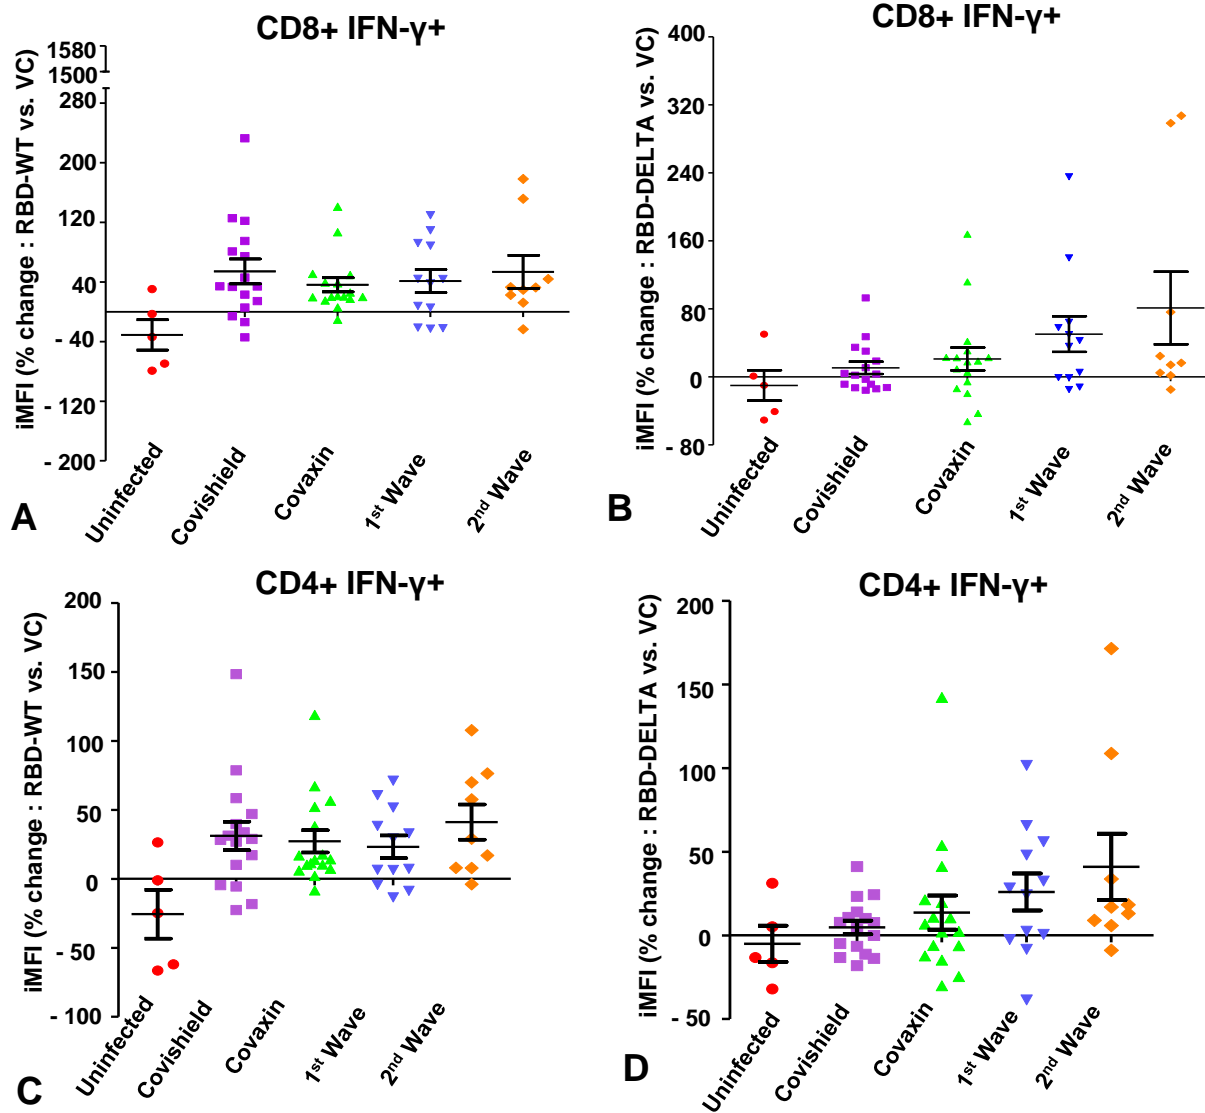 CD8+ IFN-γ+
iMFI (% change : RBD-WT vs. VC)
1580
1500
280
200
120
40
- 40
- 120
- 200
Uninfected
Covishield
Covaxin
1st Wave
2nd Wave
A
CD8+ IFN-γ+
iMFI (% change : RBD-DELTA vs. VC)
400
320
240
160
80
0
- 80
Uninfected
Covishield
Covaxin
1st Wave
2nd Wave
B
CD4+ IFN-γ+
iMFI (% change : RBD-WT vs. VC)
200
150
100
50
0
- 50
- 100
Uninfected
Covishield
Covaxin
1st Wave
2nd Wave
C
CD4+ IFN-γ+
iMFI (% change : RBD-DELTA vs. VC)
200
150
100
50
0
- 50
Uninfected
Covishield
Covaxin
1st Wave
2nd Wave
D